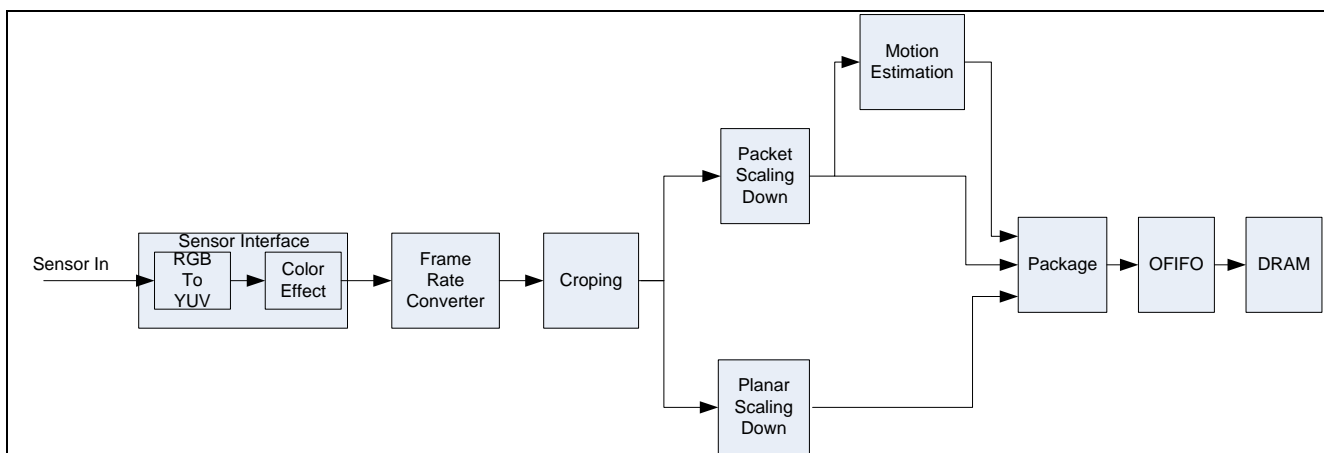 Motion
Estimation
Packet
Scaling
Down
Sensor Interface
Sensor In
RGB
To
YUV
Color
Effect
Frame
Rate
Converter
Croping
Package
OFIFO
DRAM
Planar
Scaling
Down